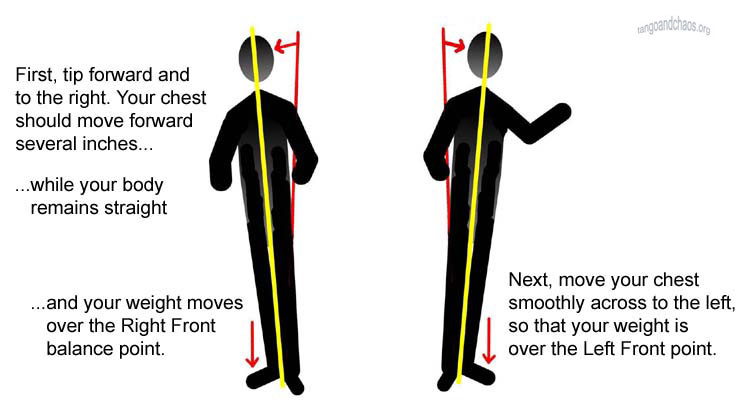 tangoandchaos.org
First, tip forward and
to the right. Your chest
should move forward
several inches...
...while your body
remains straight
...and your weight moves
over the Right Front
balance point.
Next, move your chest
smoothly across to the left,
so that your weight is
over the Left Front point.